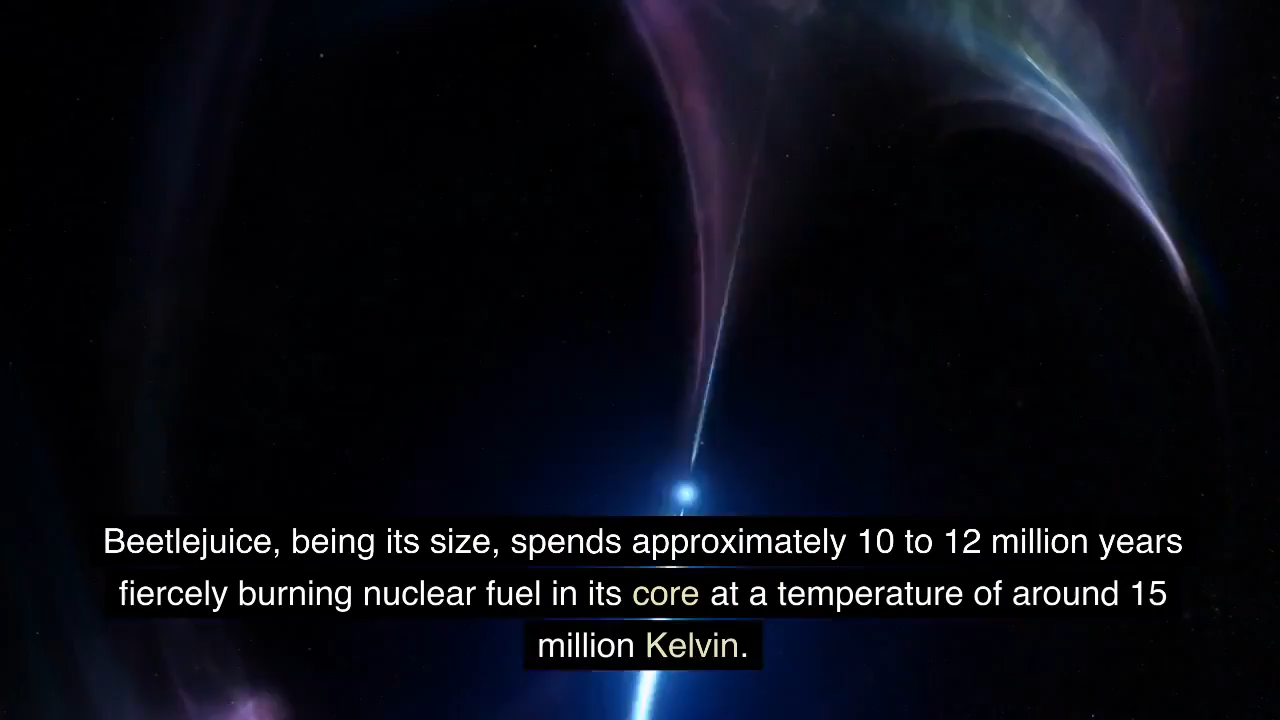 Beetlejuice, being its size, spends approximately 10 to 12 million years
fiercely burning nuclear fuel in its core at a temperature of around 15
million Kelvin.